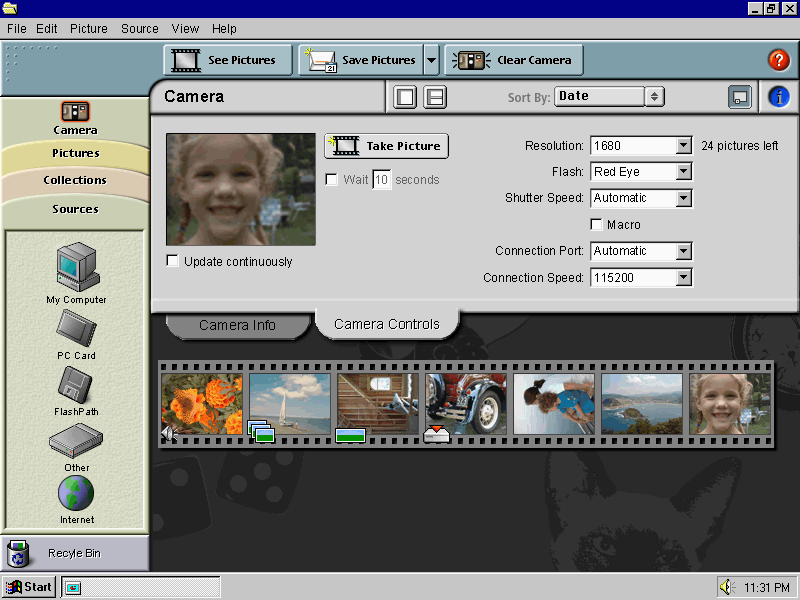 File Edit Picture Source View Help
See Pictures
Save Pictures
Clear Camera
?
Camera
Sort By: Date
i
Camera
Pictures
Collections
Sources
My Computer
PC Card
FlashPath
Other
Internet
Recyle Bin
Take Picture
Wait 10 seconds
Update continuously
Resolution: 1680 24 pictures left
Flash: Red Eye
Shutter Speed: Automatic
Macro
Connection Port: Automatic
Connection Speed: 115200
Camera Info
Camera Controls
Start
11:31 PM